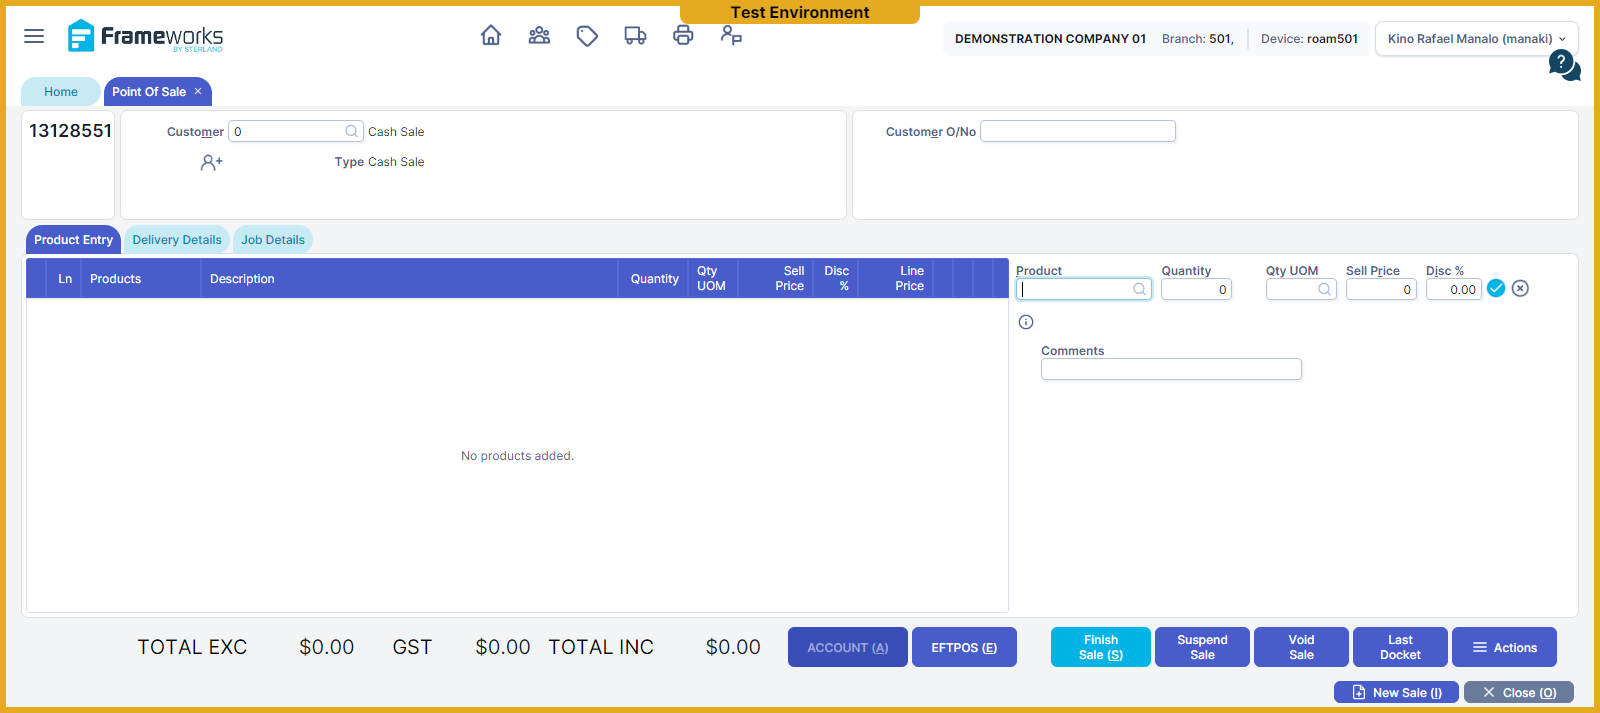 Test Environment
Frameworks
BY STERLAND
DEMONSTRATION COMPANY 01 Branch: 501, Device: roam501 Kino Rafael Manalo (manaki)
?
Home Point Of Sale ×
13128551 Customer 0 Cash Sale Customer O/No
Type Cash Sale
Product Entry Delivery Details Job Details
Ln Products Description Quantity Qty UOM Sell Price Disc % Line Price
Product Quantity Qty UOM Sell Price Disc %
0 0 0.00
Comments
No products added.
TOTAL EXC $0.00 GST $0.00 TOTAL INC $0.00 ACCOUNT (A) EFTPOS (E) Finish Sale (S) Suspend Sale Void Sale Last Docket Actions
New Sale (I) Close (O)